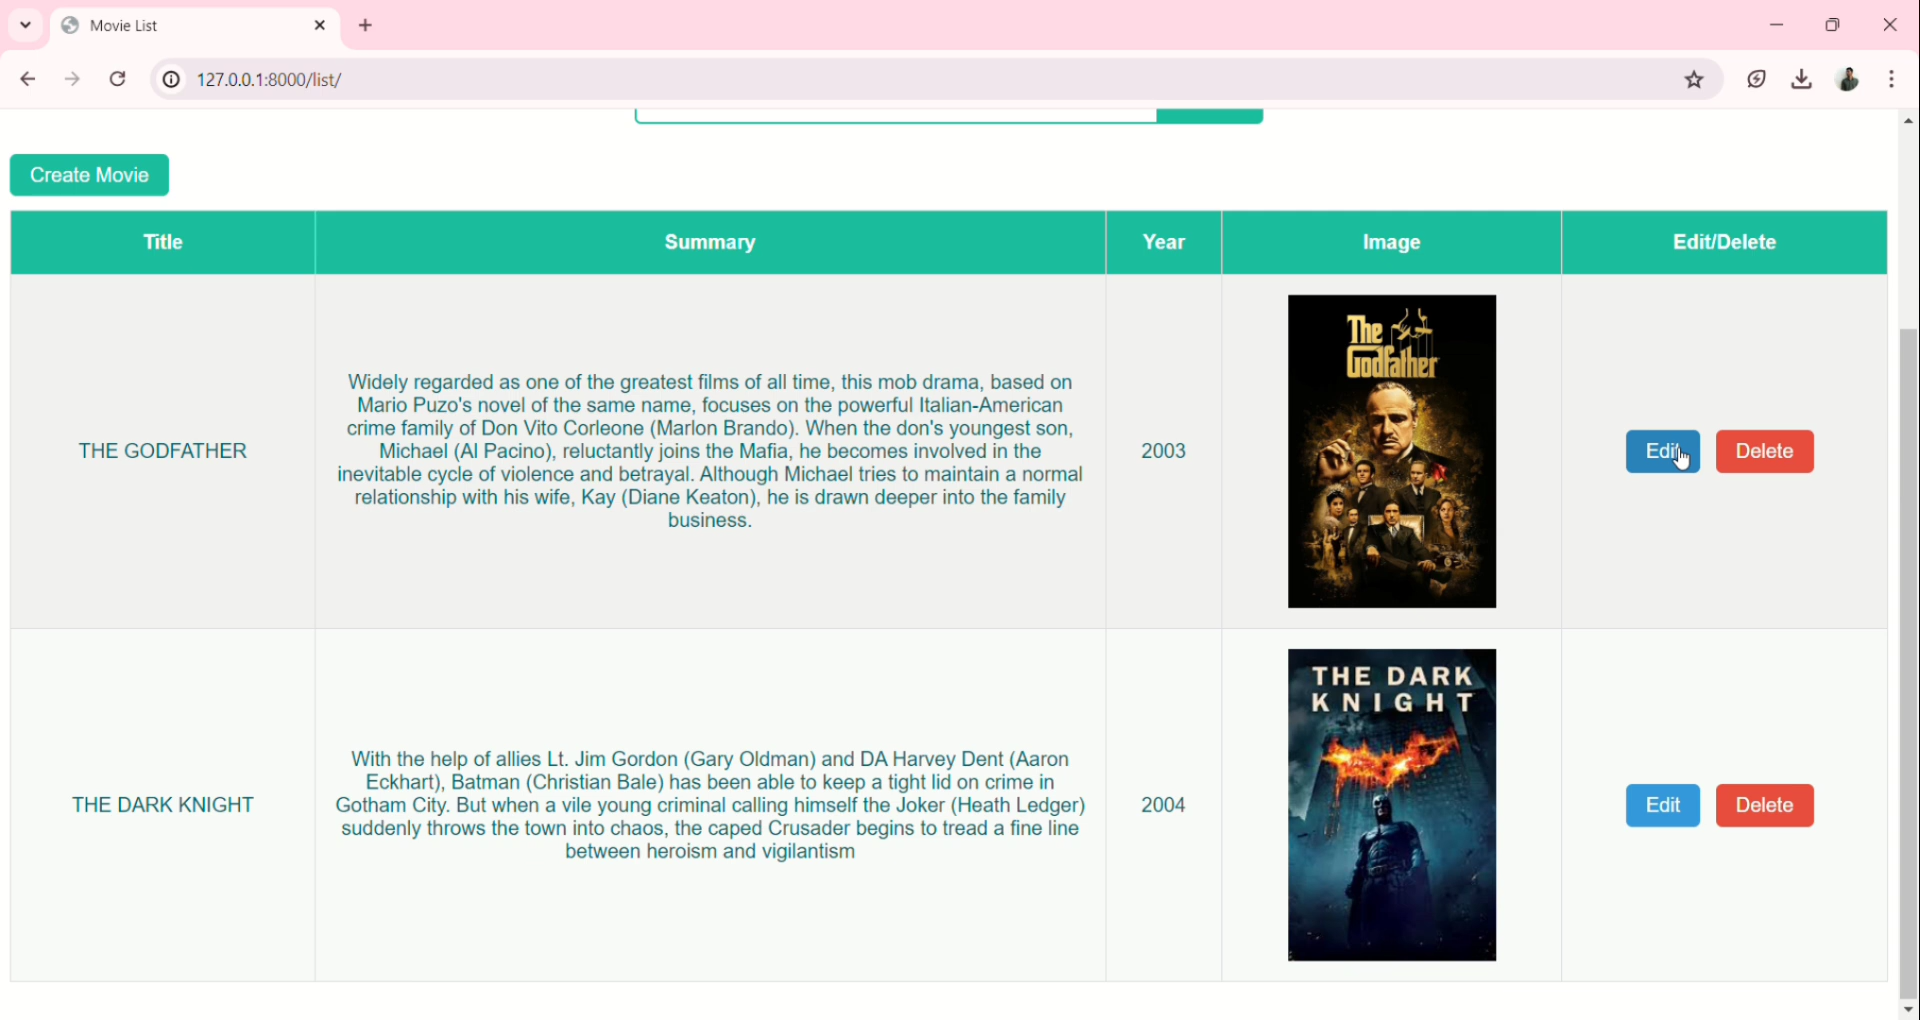 Movie List
127.0.0.1:8000/list/
Create Movie
Title Summary Year Image Edit/Delete
THE GODFATHER
Widely regarded as one of the greatest films of all time, this mob drama, based on
Mario Puzo's novel of the same name, focuses on the powerful Italian-American
crime family of Don Vito Corleone (Marlon Brando). When the don's youngest son,
Michael (Al Pacino), reluctantly joins the Mafia, he becomes involved in the
inevitable cycle of violence and betrayal. Although Michael tries to maintain a normal
relationship with his wife, Kay (Diane Keaton), he is drawn deeper into the family
business.
2003
The
Godfather
Edit Delete
THE DARK KNIGHT
With the help of allies Lt. Jim Gordon (Gary Oldman) and DA Harvey Dent (Aaron
Eckhart), Batman (Christian Bale) has been able to keep a tight lid on crime in
Gotham City. But when a vile young criminal calling himself the Joker (Heath Ledger)
suddenly throws the town into chaos, the caped Crusader begins to tread a fine line
between heroism and vigilantism
2004
THE DARK
KNIGHT
Edit Delete